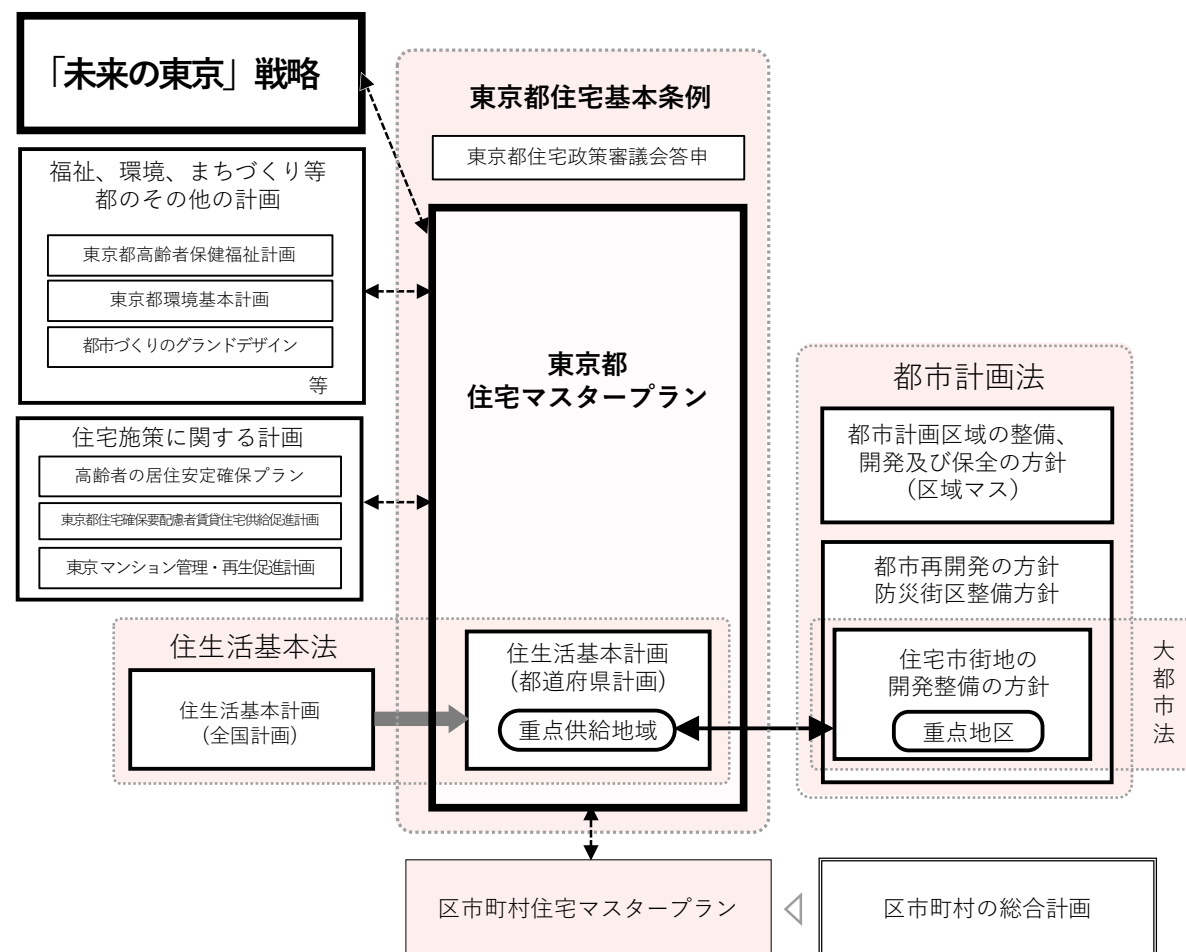 「未来の東京」戦略
福祉、環境、まちづくり等
都のその他の計画
東京都高齢者保健福祉計画
東京都環境基本計画
都市づくりのグランドデザイン
等
住宅施策に関する計画
高齢者の居住安定確保プラン
東京都住宅確保要配慮者賃貸住宅供給促進計画
東京マンション管理・再生促進計画
住生活基本法
住生活基本計画
(全国計画)
東京都住宅基本条例
東京都住宅政策審議会答申
東京都
住宅マスタープラン
住生活基本計画
(都道府県計画)
重点供給地域
都市計画法
都市計画区域の整備、
開発及び保全の方針
(区域マス)
都市再開発の方針
防災街区整備方針
住宅市街地の
開発整備の方針
重点地区
大都市法
区市町村住宅マスタープラン
区市町村の総合計画